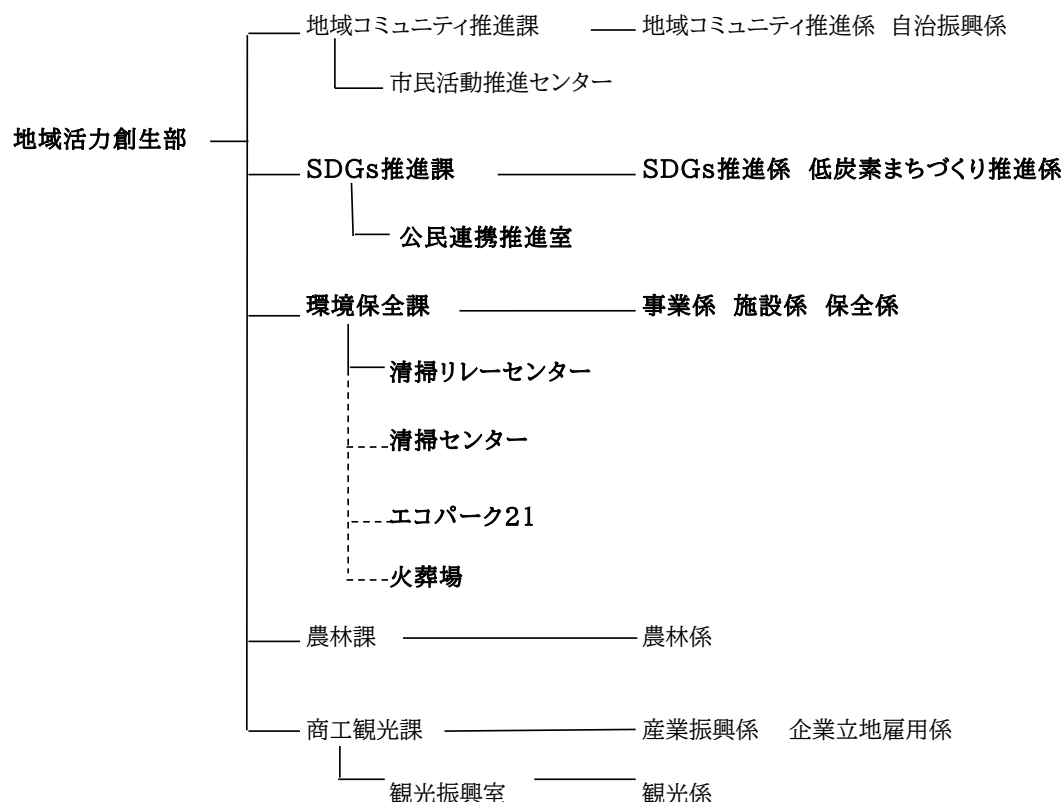 地域コミュニティ推進課 地域コミュニティ推進係 自治振興係
市民活動推進センター
地域活力創生部
SDGs推進課 SDGs推進係 低炭素まちづくり推進係
公民連携推進室
環境保全課 事業係 施設係 保全係
清掃リレーセンター
清掃センター
エコパーク21
火葬場
農林課 農林係
商工観光課 産業振興係 企業立地雇用係
観光振興室 観光係